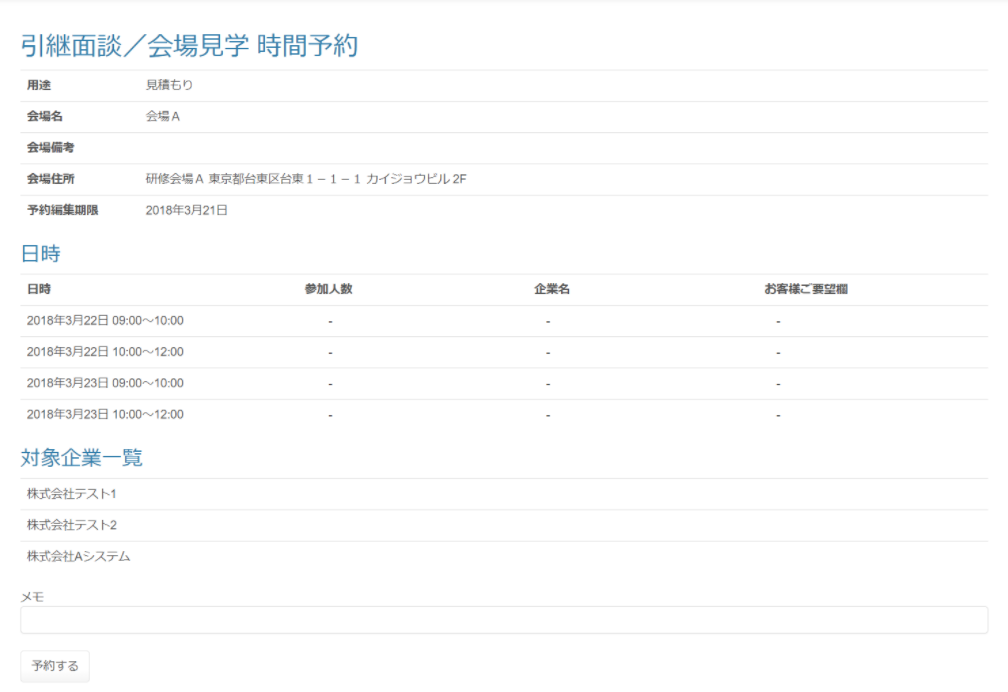 引継面談／会場見学 時間予約
用途 見積もり
会場名 会場Ａ
会場備考
会場住所 研修会場Ａ 東京都台東区台東１－１－１ カイジョウビル 2F
予約編集期限 2018年3月21日
日時
日時 参加人数 企業名 お客様ご要望欄
2018年3月22日 09:00～10:00 - - -
2018年3月22日 10:00～12:00 - - -
2018年3月23日 09:00～10:00 - - -
2018年3月23日 10:00～12:00 - - -
対象企業一覧
株式会社テスト1
株式会社テスト2
株式会社Aシステム
メモ
予約する